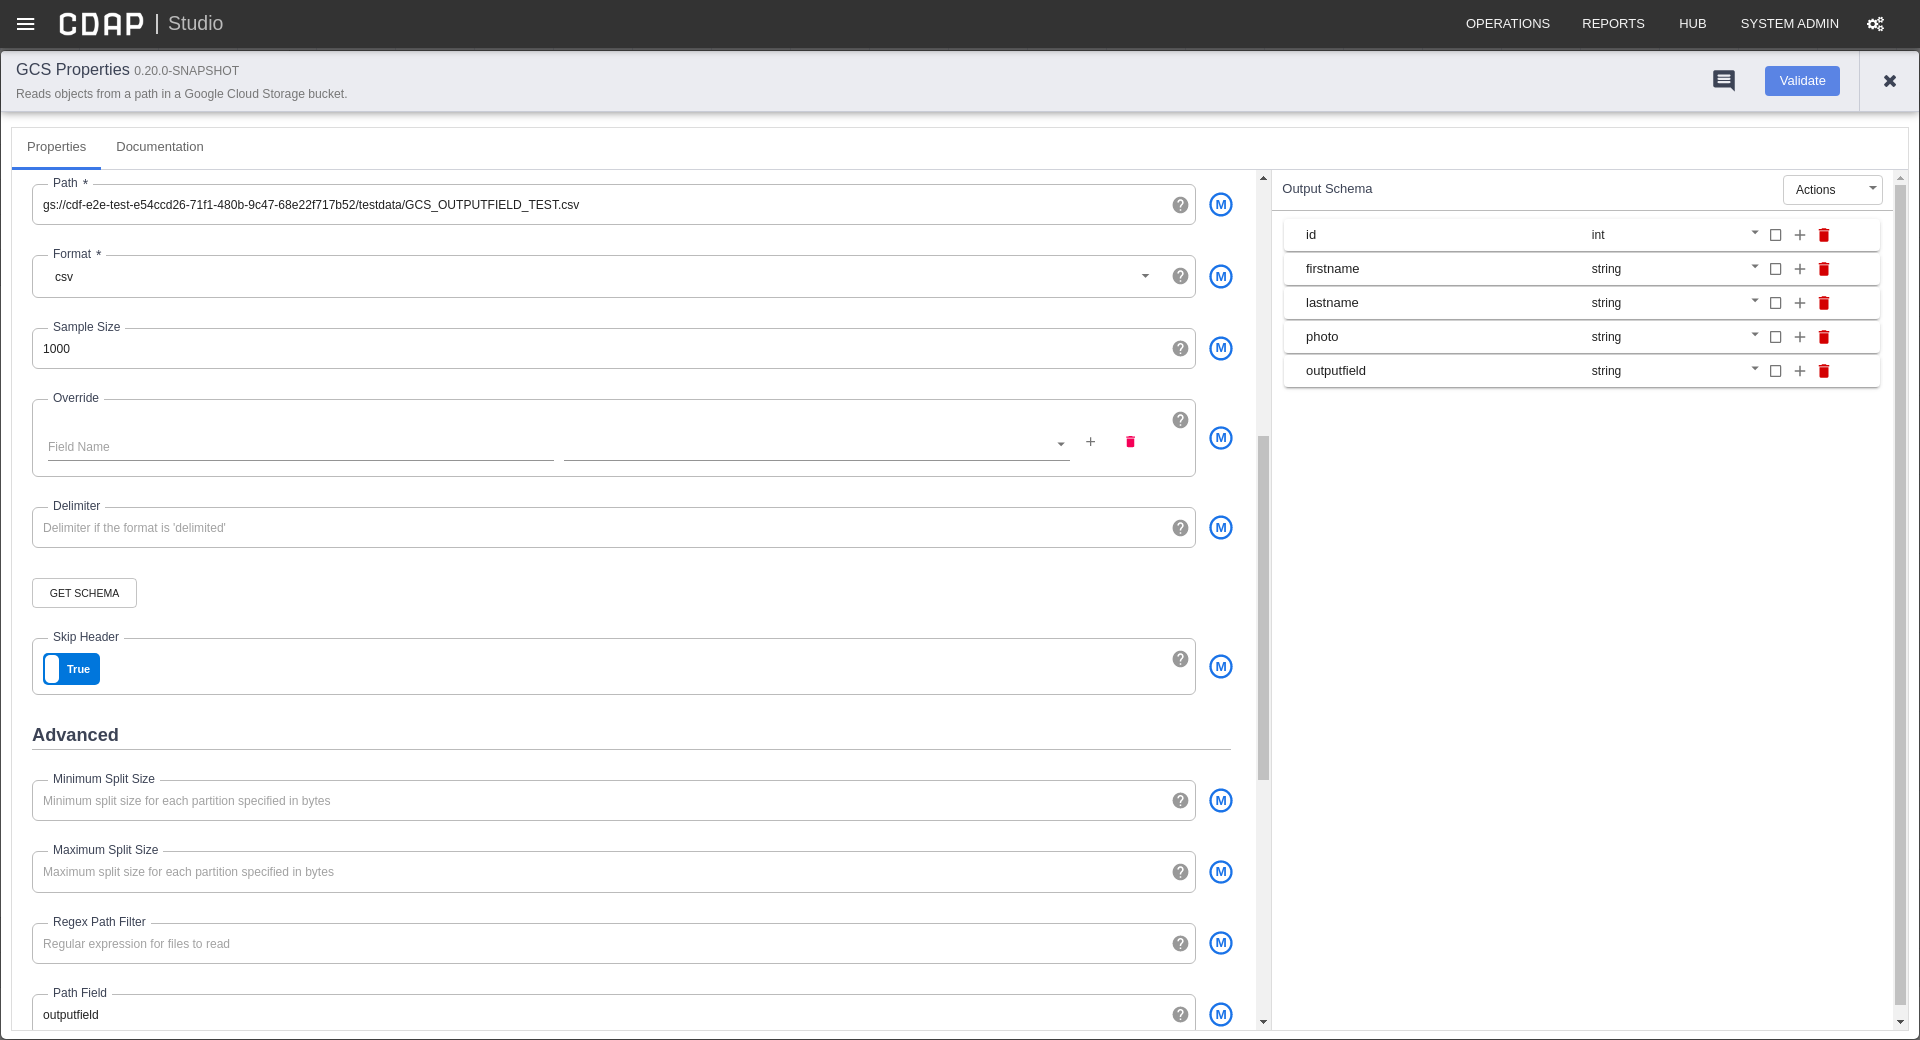 CDAP | Studio OPERATIONS REPORTS HUB SYSTEM ADMIN
GCS Properties 0.20.0-SNAPSHOT
Reads objects from a path in a Google Cloud Storage bucket.
Validate
Properties Documentation
Path *
gs://cdf-e2e-test-e54ccd26-71f1-480b-9c47-68e22f717b52/testdata/GCS_OUTPUTFIELD_TEST.csv
M
Format *
csv
M
Sample Size
1000
M
Override
Field Name
M
Delimiter
Delimiter if the format is 'delimited'
M
GET SCHEMA
Skip Header
True
M
Advanced
Minimum Split Size
Minimum split size for each partition specified in bytes
M
Maximum Split Size
Maximum split size for each partition specified in bytes
M
Regex Path Filter
Regular expression for files to read
M
Path Field
outputfield
M
Output Schema Actions
id int
firstname string
lastname string
photo string
outputfield string